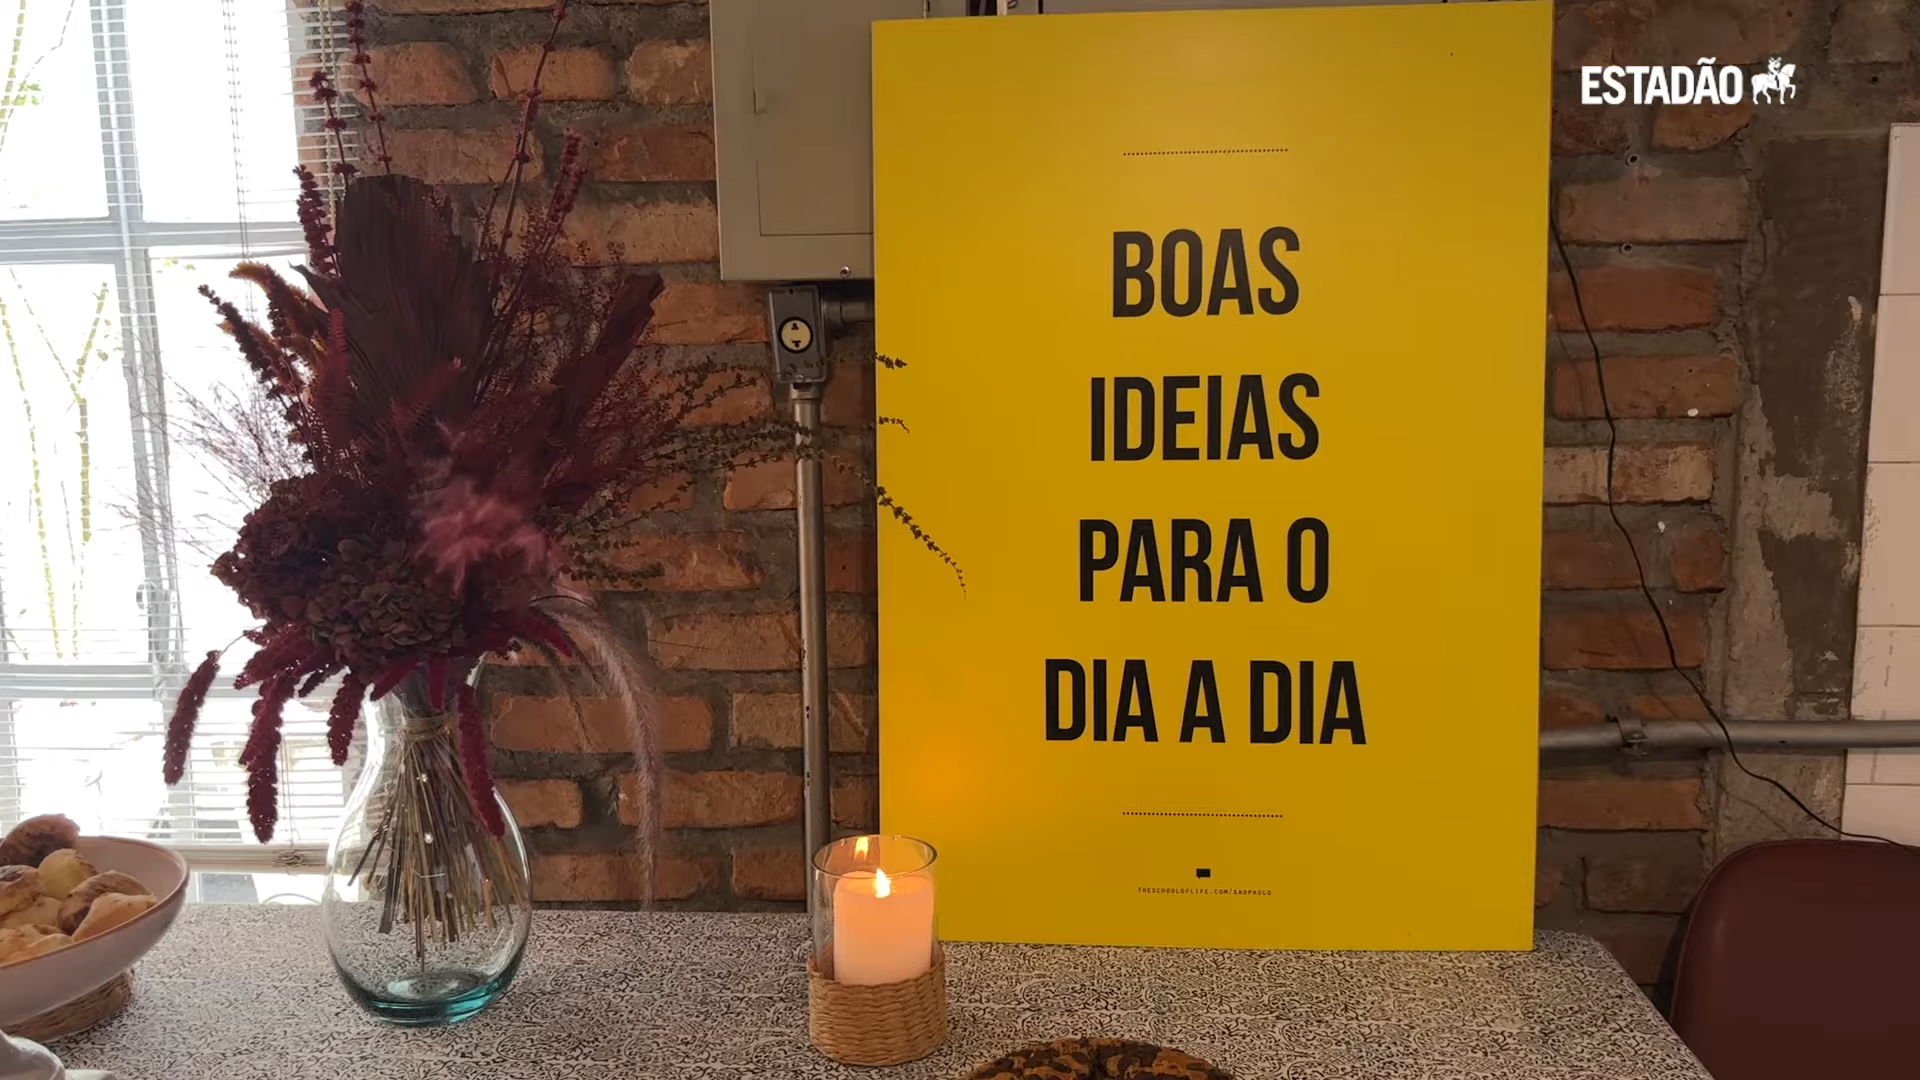 ESTADÃO
BOAS
IDEIAS
PARA O
DIA A DIA
THESCHOOLOFLIFE.COM/SAOPAULO